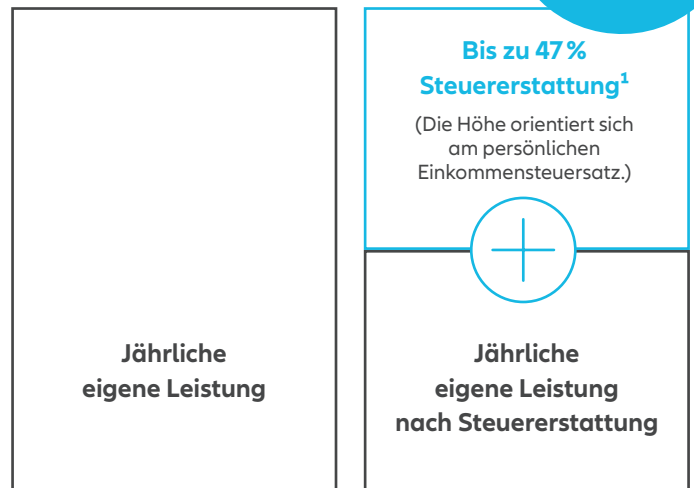 Bis zu 47 %
Steuererstattung¹
(Die Höhe orientiert sich
am persönlichen
Einkommensteuersatz.)
Jährliche
eigene Leistung
Jährliche
eigene Leistung
nach Steuererstattung